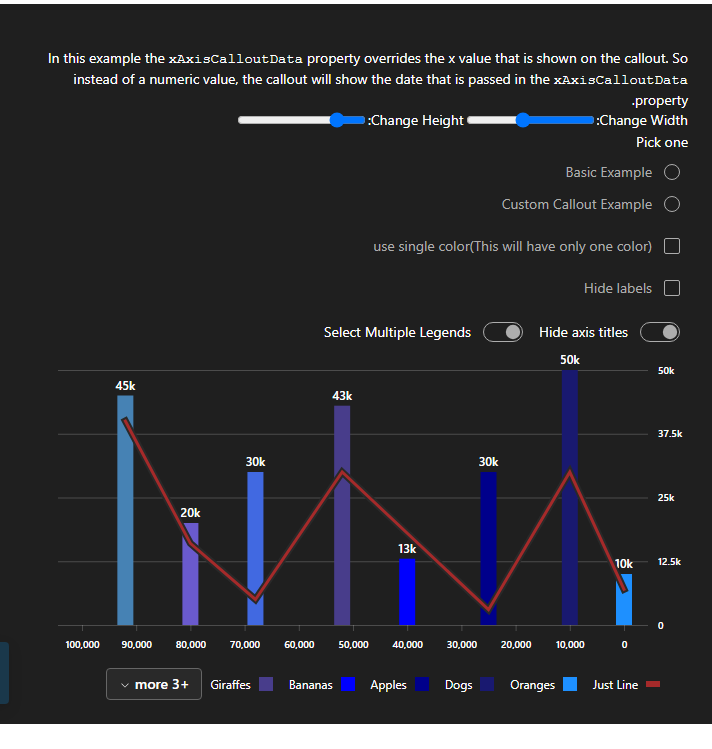 In this example the xAxisCalloutData property overrides the x value that is shown on the callout. So
instead of a numeric value, the callout will show the date that is passed in the xAxisCalloutData
.property
:Change Height :Change Width
Pick one
Basic Example
Custom Callout Example
use single color(This will have only one color)
Hide labels
Select Multiple Legends Hide axis titles
50k
50k
45k
43k
37.5k
30k
30k
25k
20k
13k
12.5k
10k
0
100,000 90,000 80,000 70,000 60,000 50,000 40,000 30,000 20,000 10,000 0
more 3+ Giraffes Bananas Apples Dogs Oranges Just Line